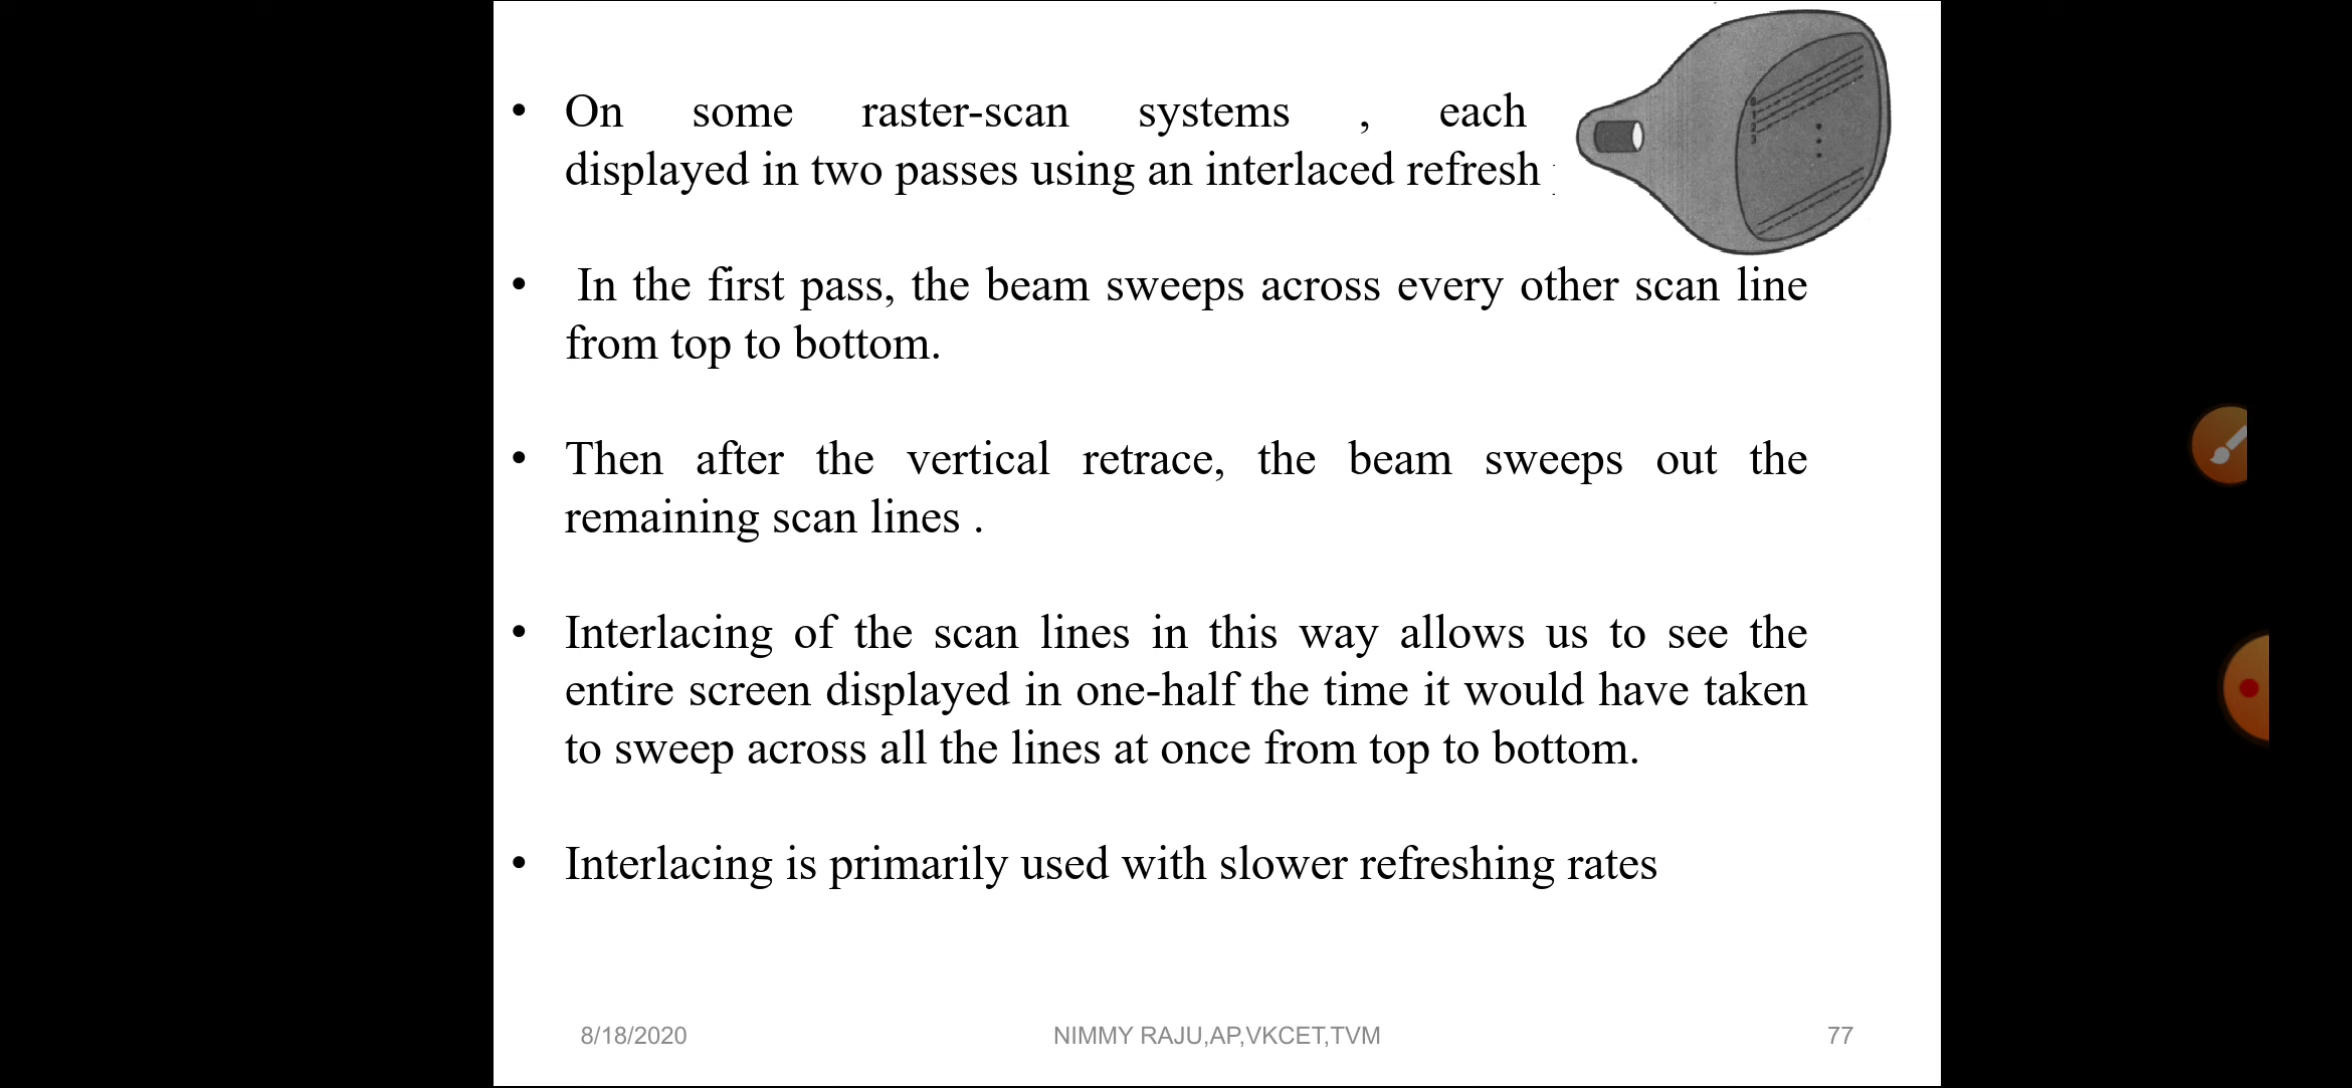 • On some raster-scan systems , each
displayed in two passes using an interlaced refresh
• In the first pass, the beam sweeps across every other scan line
from top to bottom.
• Then after the vertical retrace, the beam sweeps out the
remaining scan lines .
• Interlacing of the scan lines in this way allows us to see the
entire screen displayed in one-half the time it would have taken
to sweep across all the lines at once from top to bottom.
• Interlacing is primarily used with slower refreshing rates
8/18/2020 NIMMY RAJU,AP,VKCET,TVM 77